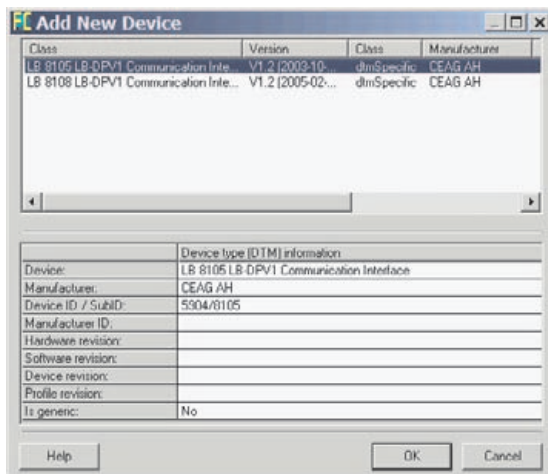 FC Add New Device
Class Version Class Manufacturer
LB 8105 LB-DPV1 Communication Inte... V1.2 (2003-10-... dtmSpecific CEAG AH
LB 8108 LB-DPV1 Communication Inte... V1.2 (2005-02-... dtmSpecific CEAG AH
Device type (DTM) information
Device: LB 8105 LB-DPV1 Communication Interface
Manufacturer: CEAG AH
Device ID / SubID: 5904/8105
Manufacturer ID:
Hardware revision:
Software revision:
Device revision:
Profile revision:
Is generic: No
Help OK Cancel